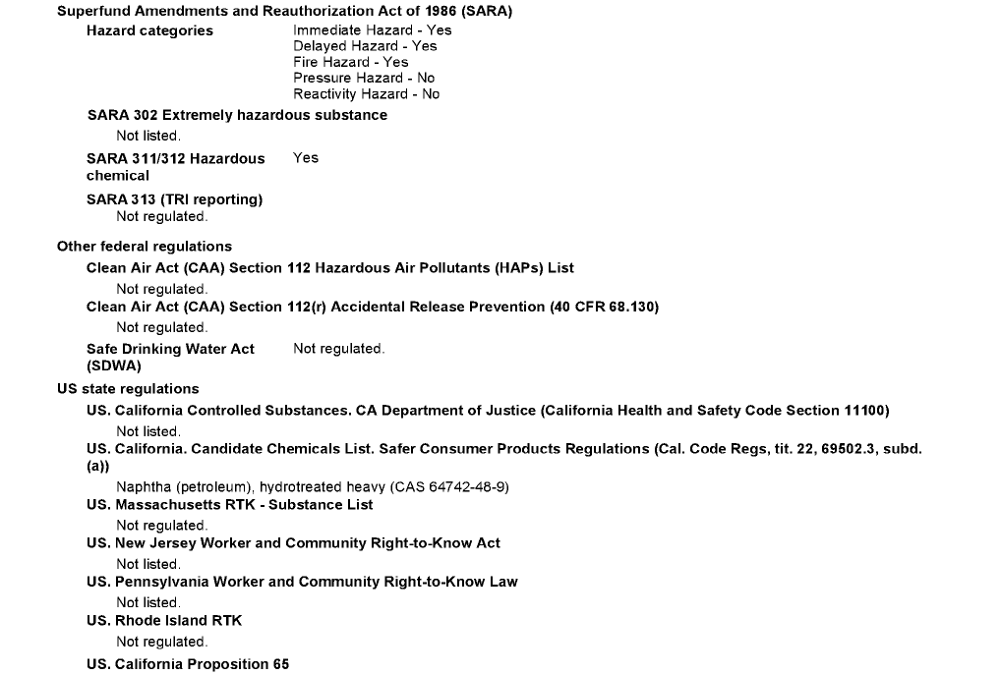 Superfund Amendments and Reauthorization Act of 1986 (SARA)
Hazard categories Immediate Hazard - Yes
Delayed Hazard - Yes
Fire Hazard - Yes
Pressure Hazard - No
Reactivity Hazard - No
SARA 302 Extremely hazardous substance
Not listed.
SARA 311/312 Hazardous Yes
chemical
SARA 313 (TRI reporting)
Not regulated.
Other federal regulations
Clean Air Act (CAA) Section 112 Hazardous Air Pollutants (HAPs) List
Not regulated.
Clean Air Act (CAA) Section 112(r) Accidental Release Prevention (40 CFR 68.130)
Not regulated.
Safe Drinking Water Act Not regulated.
(SDWA)
US state regulations
US. California Controlled Substances. CA Department of Justice (California Health and Safety Code Section 11100)
Not listed.
US. California. Candidate Chemicals List. Safer Consumer Products Regulations (Cal. Code Regs, tit. 22, 69502.3, subd.
(a))
Naphtha (petroleum), hydrotreated heavy (CAS 64742-48-9)
US. Massachusetts RTK - Substance List
Not regulated.
US. New Jersey Worker and Community Right-to-Know Act
Not listed.
US. Pennsylvania Worker and Community Right-to-Know Law
Not listed.
US. Rhode Island RTK
Not regulated.
US. California Proposition 65